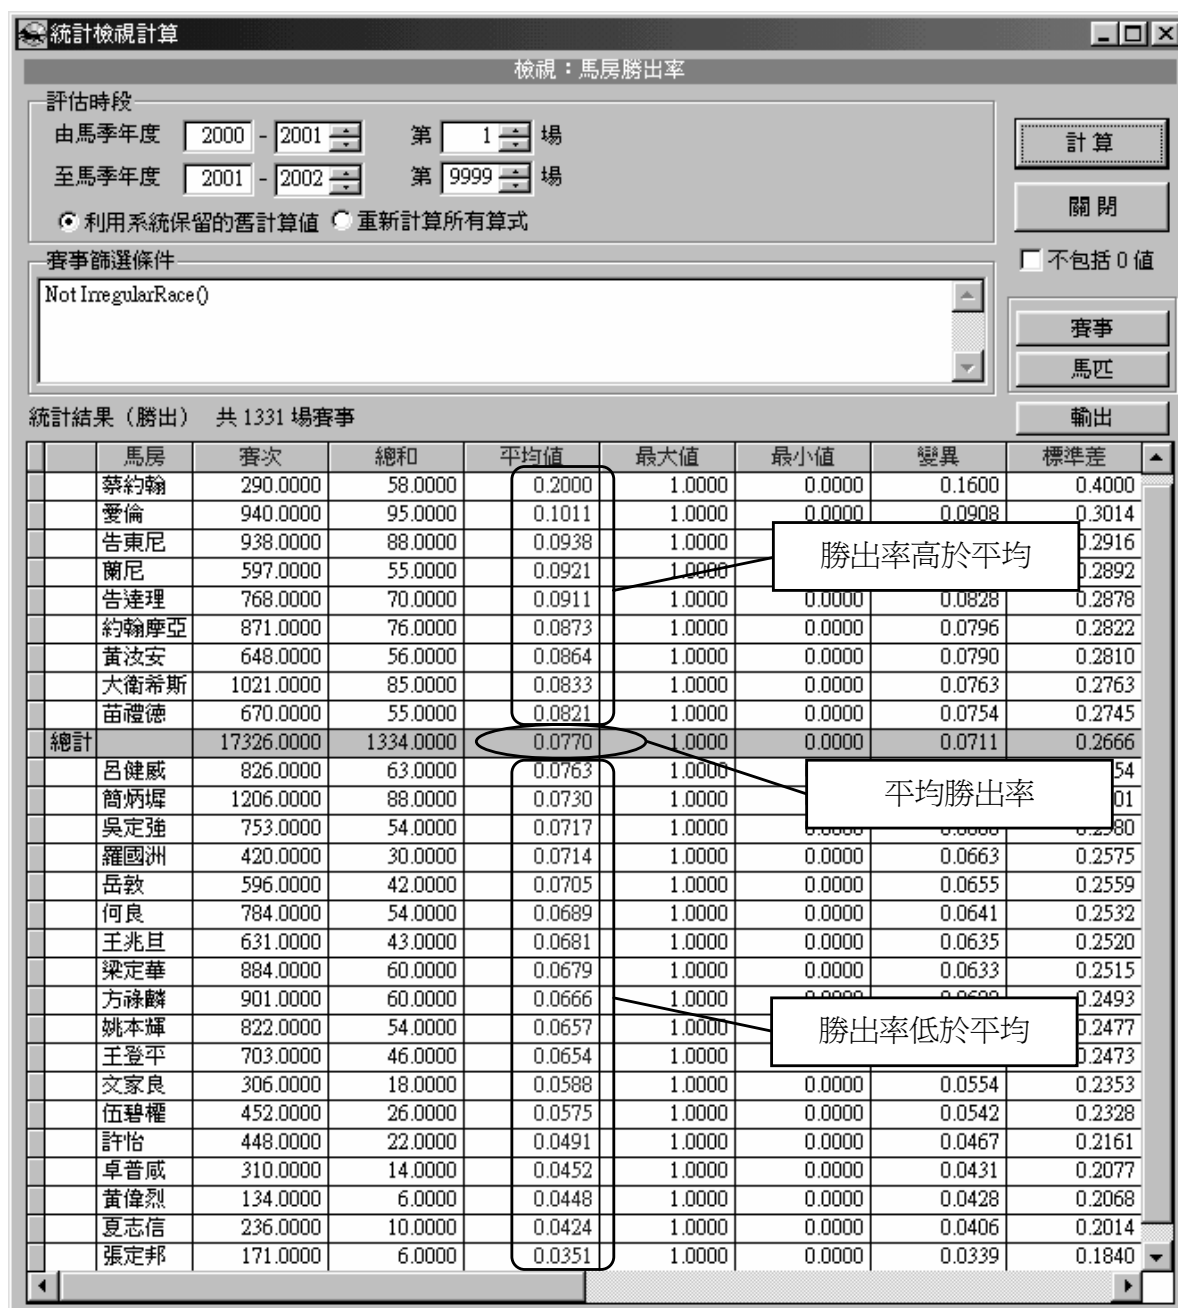 統計檢視計算
檢視：馬房勝出率
評估時段
由馬季年度 2000 - 2001 第 1 場
至馬季年度 2001 - 2002 第 9999 場
利用系統保留的舊計算值 重新計算所有算式
計算
關閉
不包括 0 值
賽事篩選條件
Not IrregularRace()
賽事
馬匹
統計結果（勝出） 共 1331 場賽事
輸出
馬房 賽次 總和 平均值 最大值 最小值 變異 標準差
蔡約翰 290.0000 58.0000 0.2000 1.0000 0.0000 0.1600 0.4000
愛倫 940.0000 95.0000 0.1011 1.0000 0.0000 0.0908 0.3014
告東尼 938.0000 88.0000 0.0938 1.0000 0.2916
蘭尼 597.0000 55.0000 0.0921 1.0000 0.2892
勝出率高於平均
告達理 768.0000 70.0000 0.0911 1.0000 0.0000 0.0828 0.2878
約翰摩亞 871.0000 76.0000 0.0873 1.0000 0.0000 0.0796 0.2822
黃汝安 648.0000 56.0000 0.0864 1.0000 0.0000 0.0790 0.2810
大衛希斯 1021.0000 85.0000 0.0833 1.0000 0.0000 0.0763 0.2763
苗禮德 670.0000 55.0000 0.0821 1.0000 0.0000 0.0754 0.2745
總計 17326.0000 1334.0000 0.0770 1.0000 0.0000 0.0711 0.2666
呂健威 826.0000 63.0000 0.0763 1.0000 54
簡炳墀 1206.0000 88.0000 0.0730 1.0000 01
平均勝出率
吳定強 753.0000 54.0000 0.0717 1.0000 0.2580
羅國洲 420.0000 30.0000 0.0714 1.0000 0.0000 0.0663 0.2575
岳敦 596.0000 42.0000 0.0705 1.0000 0.0000 0.0655 0.2559
何良 784.0000 54.0000 0.0689 1.0000 0.0000 0.0641 0.2532
王兆旦 631.0000 43.0000 0.0681 1.0000 0.0000 0.0635 0.2520
梁定華 884.0000 60.0000 0.0679 1.0000 0.0000 0.0633 0.2515
方祿麟 901.0000 60.0000 0.0666 1.0000 0.2493
姚本輝 822.0000 54.0000 0.0657 1.0000 0.2477
勝出率低於平均
王登平 703.0000 46.0000 0.0654 1.0000 0.2473
文家良 306.0000 18.0000 0.0588 1.0000 0.0000 0.0554 0.2353
伍碧權 452.0000 26.0000 0.0575 1.0000 0.0000 0.0542 0.2328
許怡 448.0000 22.0000 0.0491 1.0000 0.0000 0.0467 0.2161
卓普威 310.0000 14.0000 0.0452 1.0000 0.0000 0.0431 0.2077
黃偉烈 134.0000 6.0000 0.0448 1.0000 0.0000 0.0428 0.2068
夏志信 236.0000 10.0000 0.0424 1.0000 0.0000 0.0406 0.2014
張定邦 171.0000 6.0000 0.0351 1.0000 0.0000 0.0339 0.1840